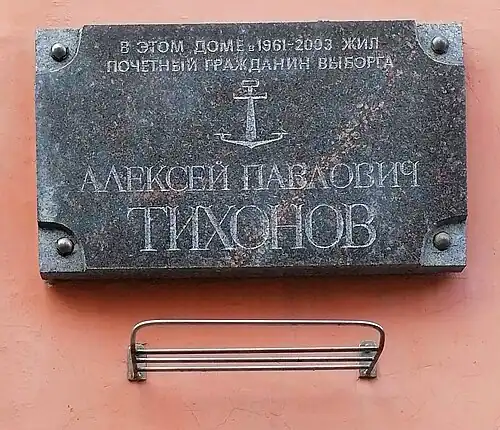 В ЭТОМ ДОМЕ в 1961-2003 ЖИЛ
ПОЧЕТНЫЙ ГРАЖДАНИН ВЫБОРГА
АЛЕКСЕЙ ПАВЛОВИЧ
ТИХОНОВ